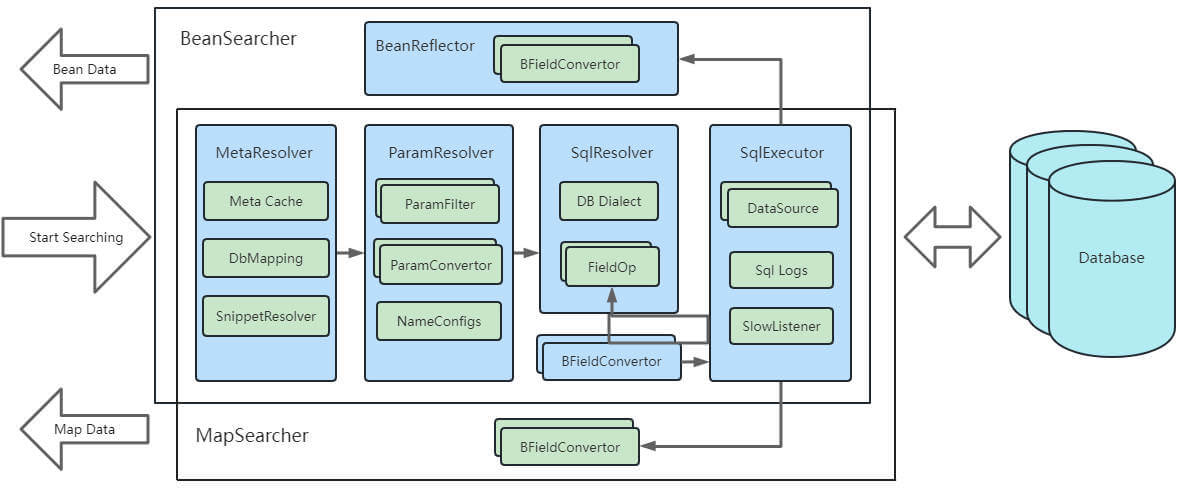 BeanSearcher
BeanReflector
BFieldConvertor
Bean Data
MetaResolver
Meta Cache
DbMapping
SnippetResolver
ParamResolver
ParamFilter
ParamConvertor
NameConfigs
SqlResolver
DB Dialect
FieldOp
BFieldConvertor
SqlExecutor
DataSource
Sql Logs
SlowListener
Start Searching
Database
Map Data
MapSearcher
BFieldConvertor